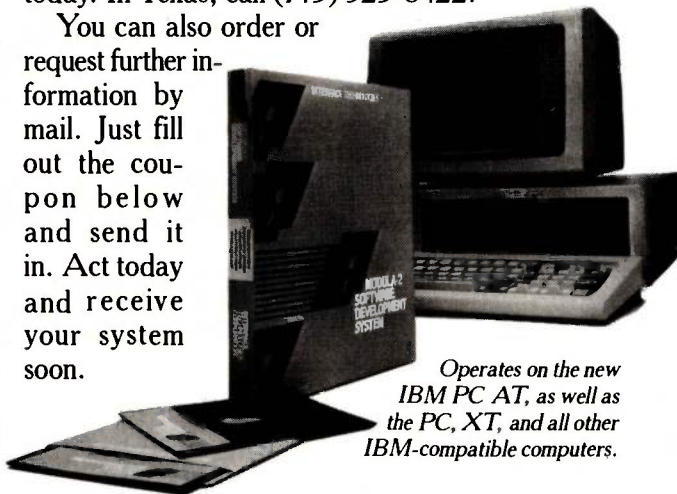 today. In Texas, call (713) 523-8422.
You can also order or
request further in-
formation by
mail. Just fill
out the cou-
pon below
and send it
in. Act today
and receive
your system
soon.
INTERFACE TECHNOLOGIES
MODULA-2
SOFTWARE
DEVELOPMENT
SYSTEM
Operates on the new
IBM PC AT, as well as
the PC, XT, and all other
IBM-compatible computers.